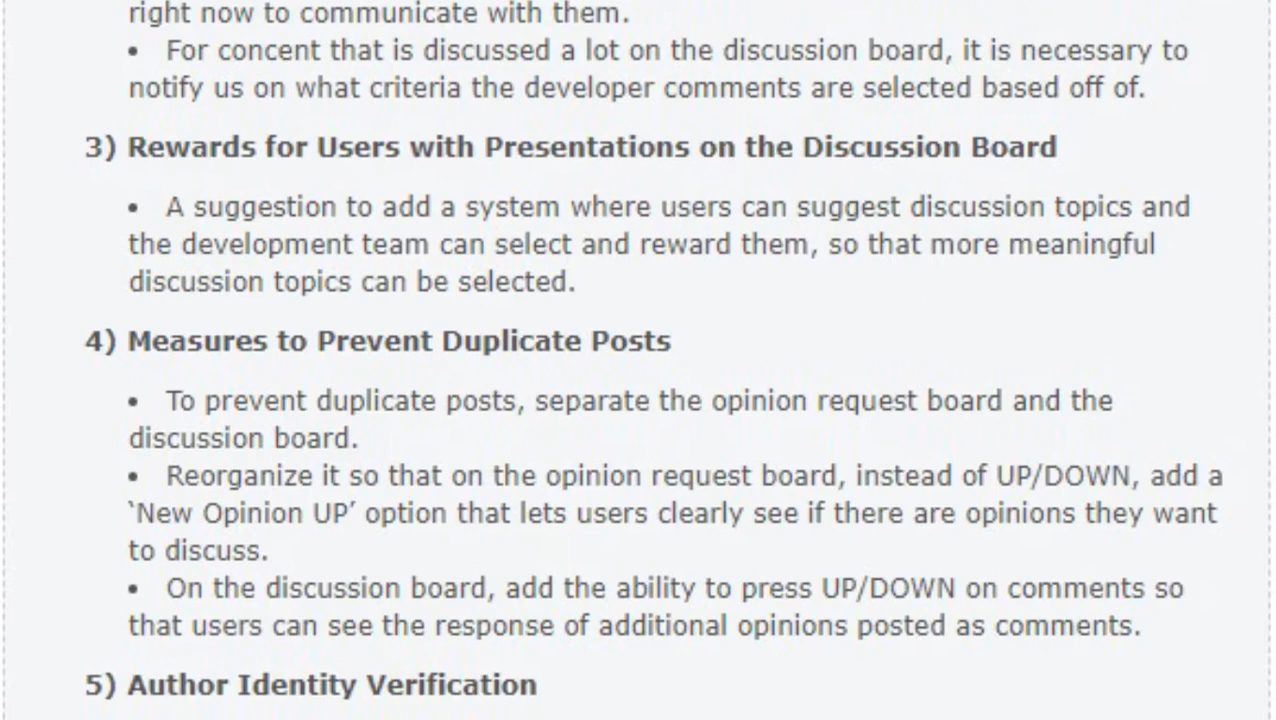 right now to communicate with them.
• For concent that is discussed a lot on the discussion board, it is necessary to
notify us on what criteria the developer comments are selected based off of.
3) Rewards for Users with Presentations on the Discussion Board
• A suggestion to add a system where users can suggest discussion topics and
the development team can select and reward them, so that more meaningful
discussion topics can be selected.
4) Measures to Prevent Duplicate Posts
• To prevent duplicate posts, separate the opinion request board and the
discussion board.
• Reorganize it so that on the opinion request board, instead of UP/DOWN, add a
‵New Opinion UP′ option that lets users clearly see if there are opinions they want
to discuss.
• On the discussion board, add the ability to press UP/DOWN on comments so
that users can see the response of additional opinions posted as comments.
5) Author Identity Verification